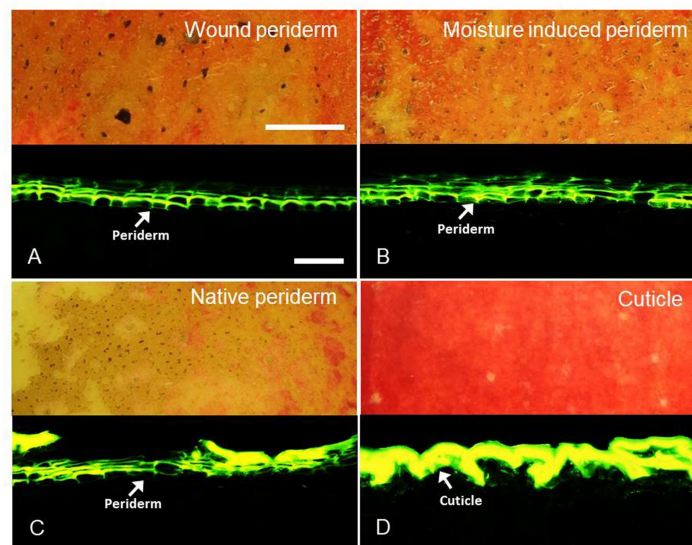 Wound periderm
Periderm
A
Moisture induced periderm
Periderm
B
Native periderm
Periderm
C
Cuticle
Cuticle
D